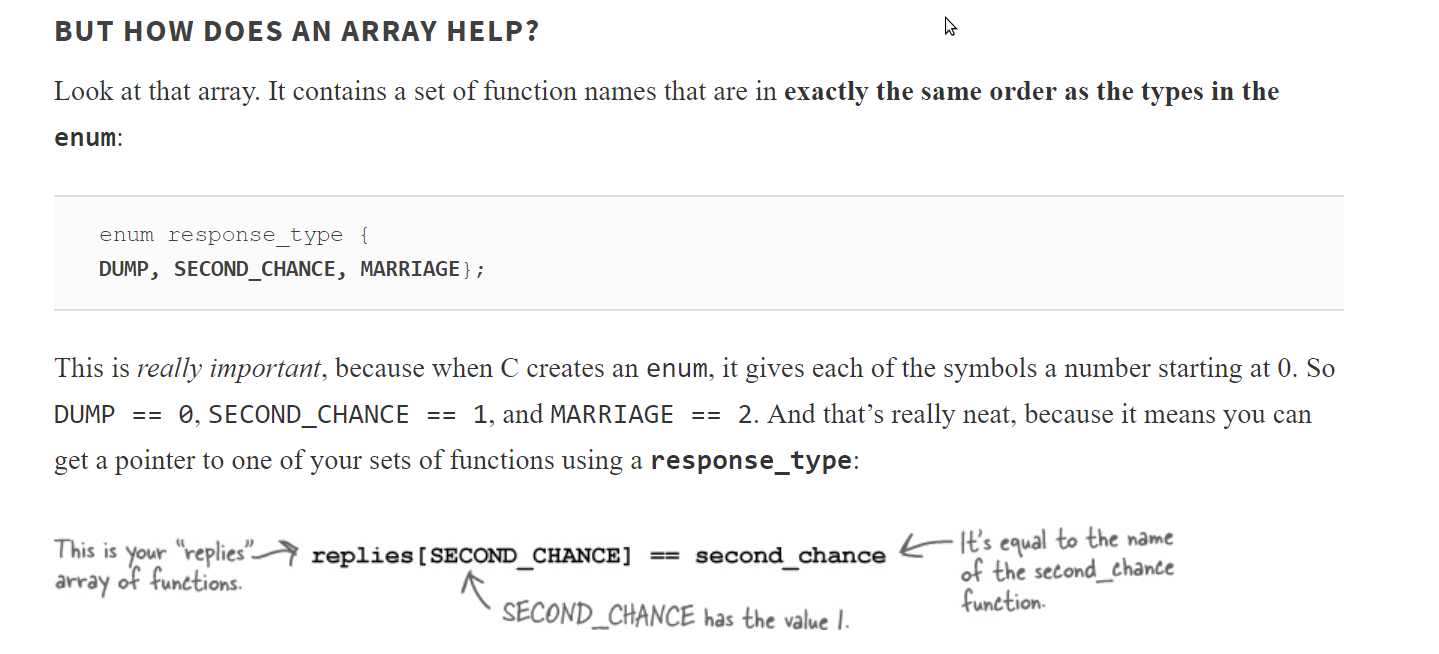 BUT HOW DOES AN ARRAY HELP?
Look at that array. It contains a set of function names that are in exactly the same order as the types in the
enum:
enum response_type {
DUMP, SECOND_CHANCE, MARRIAGE};
This is really important, because when C creates an enum, it gives each of the symbols a number starting at 0. So
DUMP == 0, SECOND_CHANCE == 1, and MARRIAGE == 2. And that’s really neat, because it means you can
get a pointer to one of your sets of functions using a response_type:
This is your “replies”
array of functions.
replies[SECOND_CHANCE] == second_chance
It's equal to the name
of the second_chance
function.
SECOND_CHANCE has the value 1.